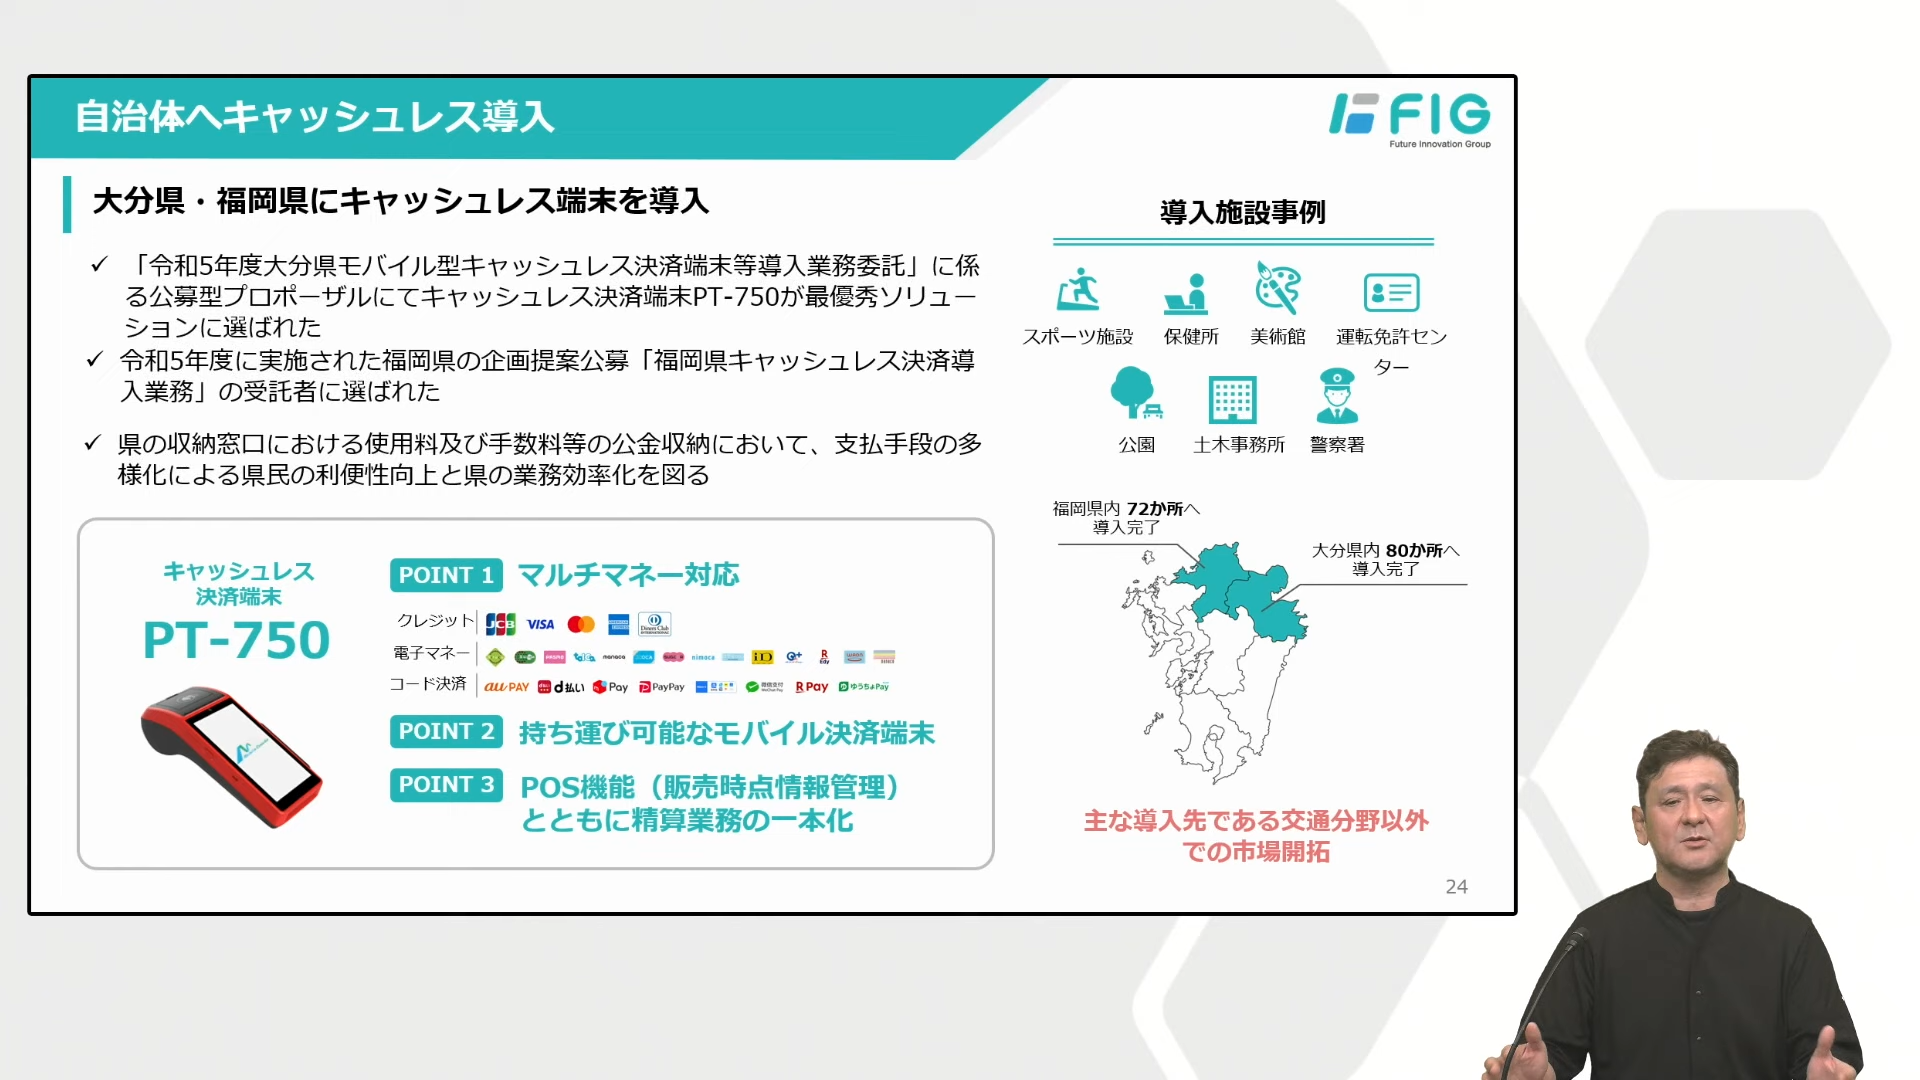 自治体へキャッシュレス導入
FIG
Future Innovation Group
大分県・福岡県にキャッシュレス端末を導入
✓ 「令和5年度大分県モバイル型キャッシュレス決済端末等導入業務委託」に係
る公募型プロポーザルにてキャッシュレス決済端末PT-750が最優秀ソリュー
ションに選ばれた
✓ 令和5年度に実施された福岡県の企画提案公募「福岡県キャッシュレス決済導
入業務」の受託者に選ばれた
✓ 県の収納窓口における使用料及び手数料等の公金収納において、支払手段の多
様化による県民の利便性向上と県の業務効率化を図る
キャッシュレス
決済端末
PT-750
POINT 1 マルチマネー対応
クレジット JCB VISA Diners Club INTERNATIONAL
電子マネー nanaco nimoca iD Q+ R Edy
コード決済 au PAY d払い Pay PayPay R Pay ゆうちょPay
POINT 2 持ち運び可能なモバイル決済端末
POINT 3 POS機能（販売時点情報管理）
とともに精算業務の一本化
導入施設事例
スポーツ施設 保健所 美術館 運転免許セン
ター
公園 土木事務所 警察署
福岡県内 72か所へ
導入完了
大分県内 80か所へ
導入完了
主な導入先である交通分野以外
での市場開拓
24